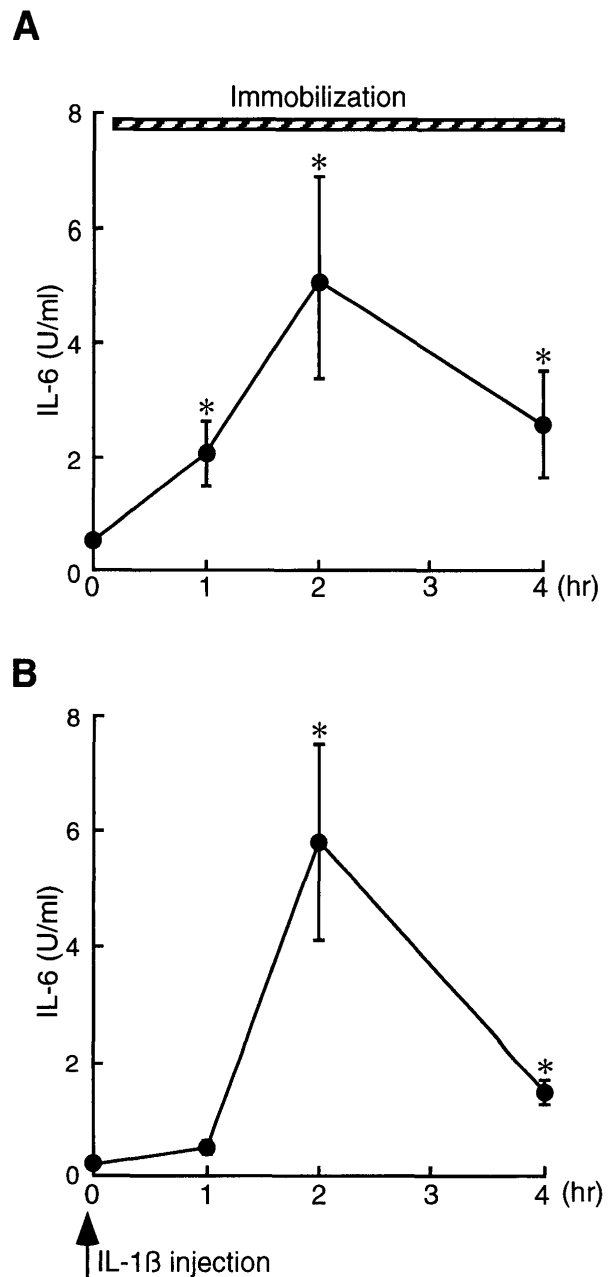 A
Immobilization
8
*
6
IL-6 (U/ml)
4
*
*
2
0
0 1 2 3 4 (hr)
B
8
*
6
IL-6 (U/ml)
4
2
*
0
0 1 2 3 4 (hr)
IL-1β injection